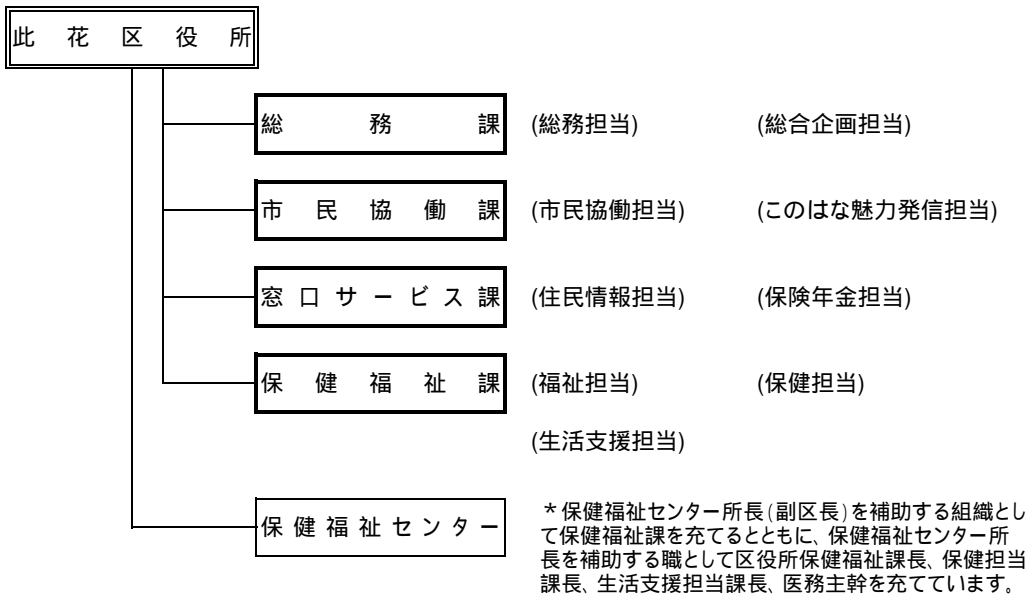 此花区役所
総務課 (総務担当) (総合企画担当)
市民協働課 (市民協働担当) (このはな魅力発信担当)
窓口サービス課 (住民情報担当) (保険年金担当)
保健福祉課 (福祉担当) (保健担当)
(生活支援担当)
保健福祉センター
*保健福祉センター所長(副区長)を補助する組織とし
て保健福祉課を充てるとともに、保健福祉センター所
長を補助する職として区役所保健福祉課長、保健担当
課長、生活支援担当課長、医務主幹を充てています。